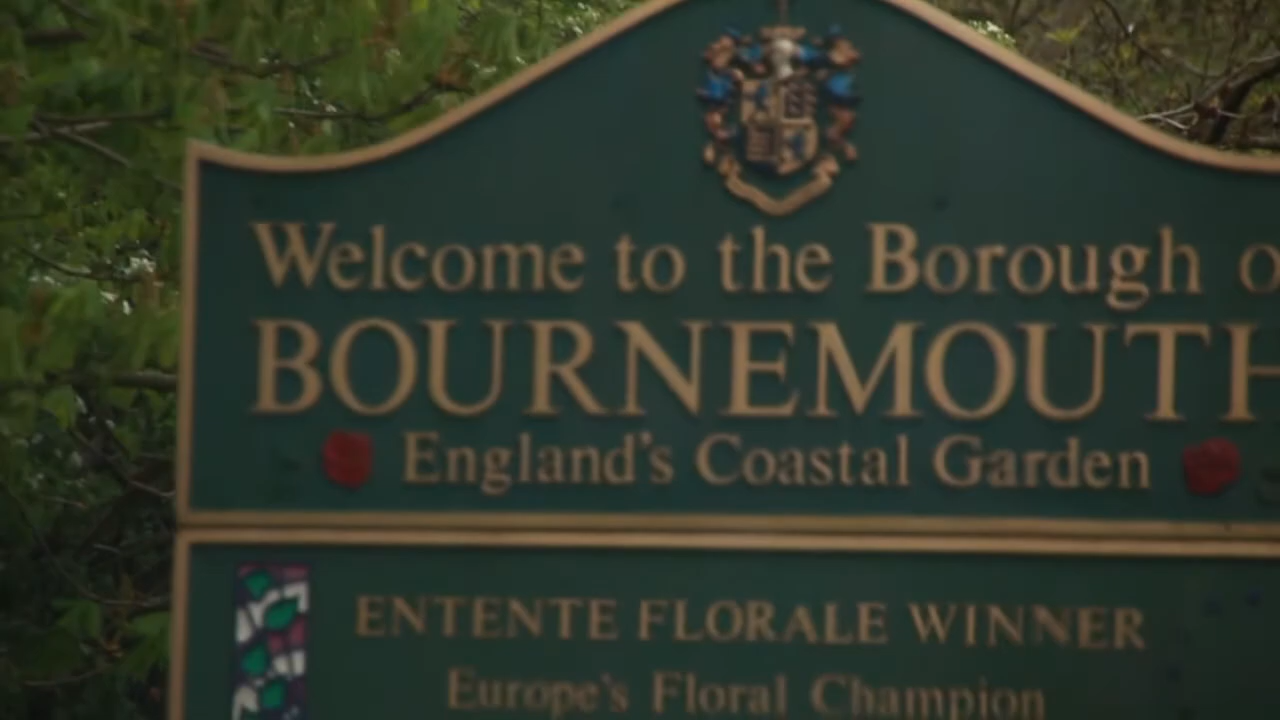 Welcome to the Borough o
BOURNEMOUTH
England's Coastal Garden
ENTENTE FLORALE WINNER
Europe's Floral Champion